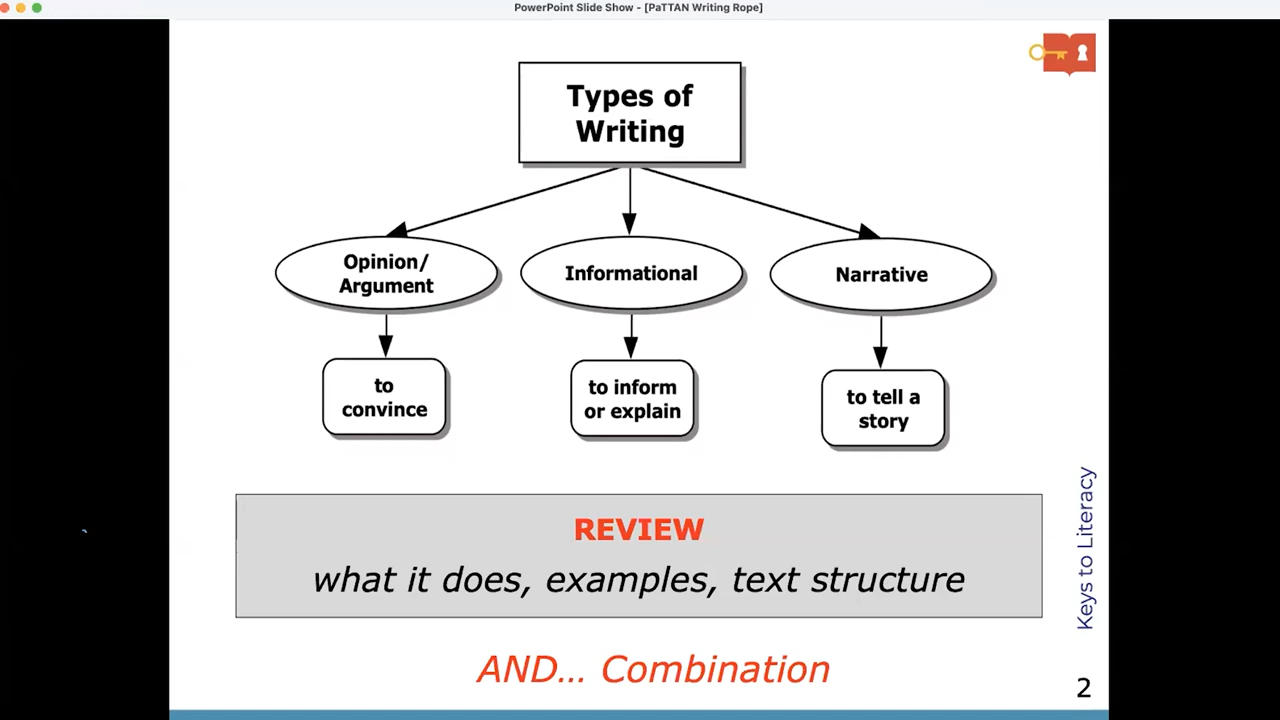 PowerPoint Slide Show - [PaTTAN Writing Rope]
Types of
Writing
Opinion/
Argument
Informational
Narrative
to
convince
to inform
or explain
to tell a
story
REVIEW
what it does, examples, text structure
AND... Combination
Keys to Literacy
2